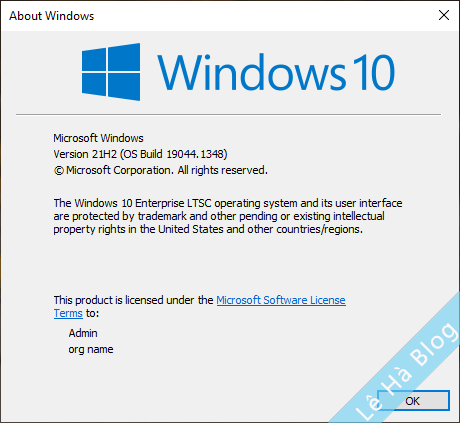 About Windows
Windows 10
Microsoft Windows
Version 21H2 (OS Build 19044.1348)
© Microsoft Corporation. All rights reserved.
The Windows 10 Enterprise LTSC operating system and its user interface
are protected by trademark and other pending or existing intellectual
property rights in the United States and other countries/regions.
This product is licensed under the Microsoft Software License
Terms to:
Admin
org name
OK
Lê Hà Blog